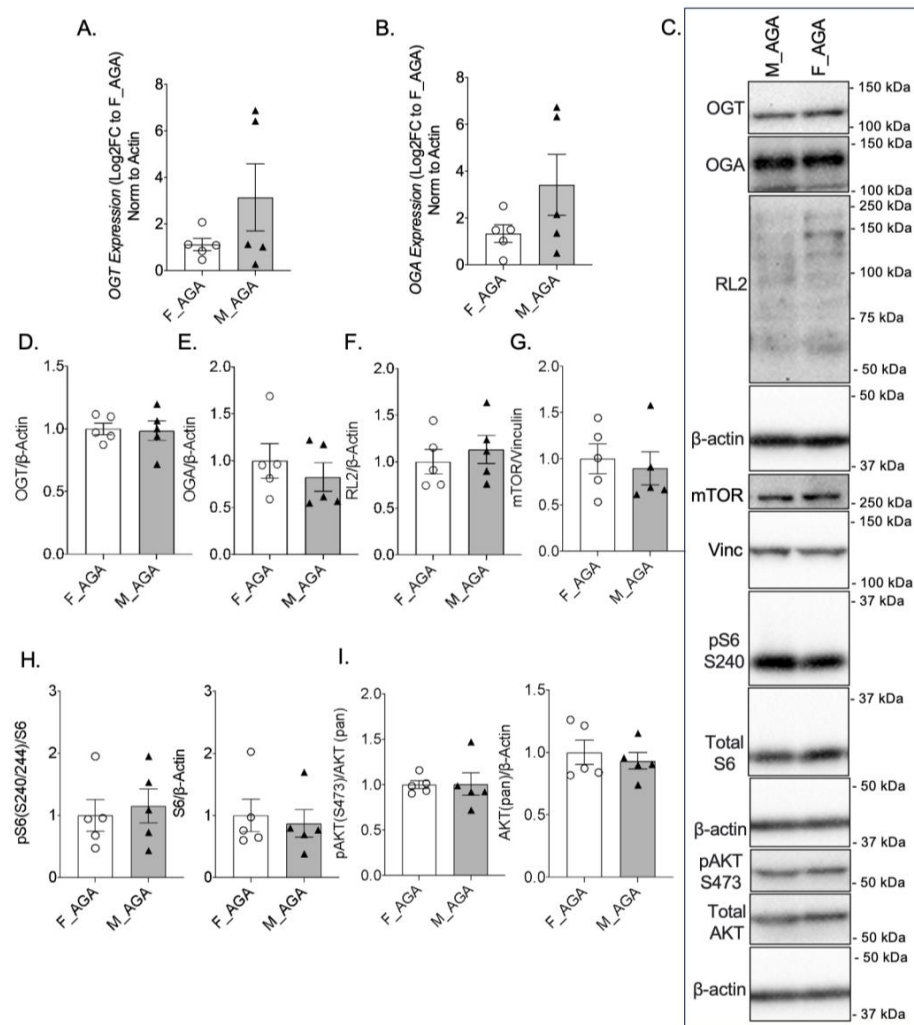 A.
OGT Expression (Log2FC to F_AGA)
Norm to Actin
8
6
4
2
0
F_AGA
M_AGA
B.
OGA Expression (Log2FC to F_AGA)
Norm to Actin
8
6
4
2
0
F_AGA
M_AGA
C.
M_AGA
F_AGA
OGT
- 150 kDa
- 100 kDa
OGA
- 150 kDa
- 100 kDa
RL2
- 250 kDa
- 150 kDa
- 100 kDa
- 75 kDa
- 50 kDa
β-actin
- 50 kDa
- 37 kDa
mTOR
- 250 kDa
Vinc
- 150 kDa
- 100 kDa
pS6
S240
- 37 kDa
Total
S6
- 37 kDa
β-actin
- 50 kDa
- 37 kDa
pAKT
S473
- 50 kDa
Total
AKT
- 50 kDa
β-actin
- 50 kDa
- 37 kDa
D.
OGT/β-Actin
1.5
1.0
0.5
0.0
F_AGA
M_AGA
E.
OGA/β-Actin
2.0
1.5
1.0
0.5
0.0
F_AGA
M_AGA
F.
RL2/β-Actin
2.0
1.5
1.0
0.5
0.0
F_AGA
M_AGA
G.
mTOR/Vinculin
2.0
1.5
1.0
0.5
0.0
F_AGA
M_AGA
H.
pS6(S240/244)/S6
3
2
1
0
F_AGA
M_AGA
S6/β-Actin
3
2
1
0
F_AGA
M_AGA
I.
pAKT(S473)/AKT (pan)
2.0
1.5
1.0
0.5
0.0
F_AGA
M_AGA
AKT(pan)/β-Actin
1.5
1.0
0.5
0.0
F_AGA
M_AGA